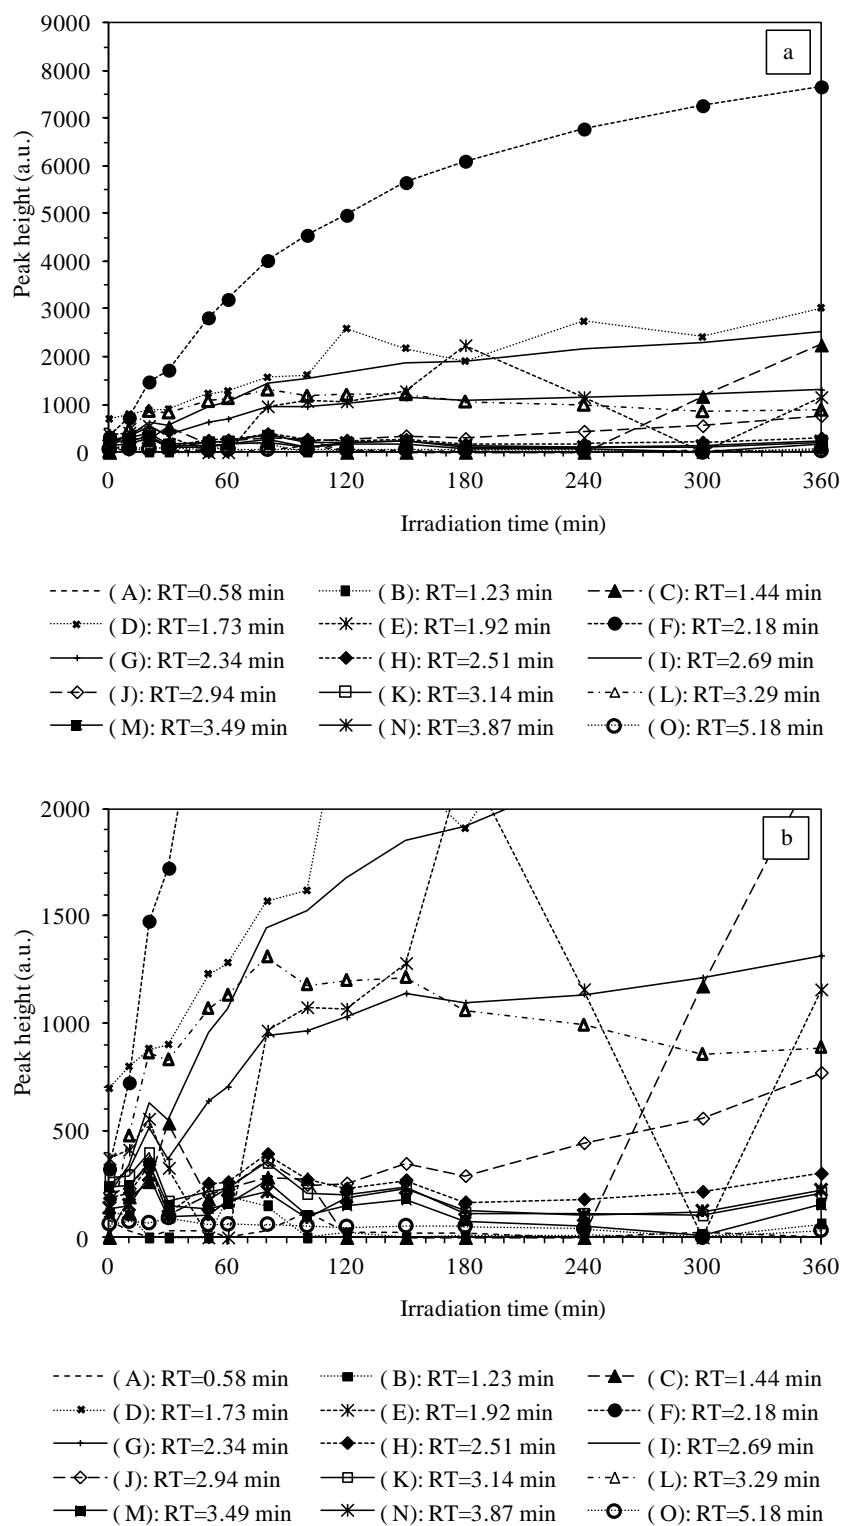 9000
a
8000
7000
6000
5000
4000
3000
2000
1000
0
Peak height (a.u.)
0 60 120 180 240 300 360
Irradiation time (min)
( A): RT=0.58 min ( B): RT=1.23 min ( C): RT=1.44 min
( D): RT=1.73 min ( E): RT=1.92 min ( F): RT=2.18 min
( G): RT=2.34 min ( H): RT=2.51 min ( I): RT=2.69 min
( J): RT=2.94 min ( K): RT=3.14 min ( L): RT=3.29 min
( M): RT=3.49 min ( N): RT=3.87 min ( O): RT=5.18 min
2000
b
1500
1000
500
0
Peak height (a.u.)
0 60 120 180 240 300 360
Irradiation time (min)
( A): RT=0.58 min ( B): RT=1.23 min ( C): RT=1.44 min
( D): RT=1.73 min ( E): RT=1.92 min ( F): RT=2.18 min
( G): RT=2.34 min ( H): RT=2.51 min ( I): RT=2.69 min
( J): RT=2.94 min ( K): RT=3.14 min ( L): RT=3.29 min
( M): RT=3.49 min ( N): RT=3.87 min ( O): RT=5.18 min